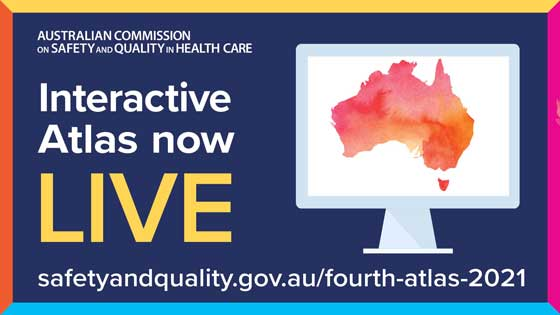 AUSTRALIAN COMMISSION
ON SAFETY AND QUALITY IN HEALTH CARE
Interactive
Atlas now
LIVE
safetyandquality.gov.au/fourth-atlas-2021